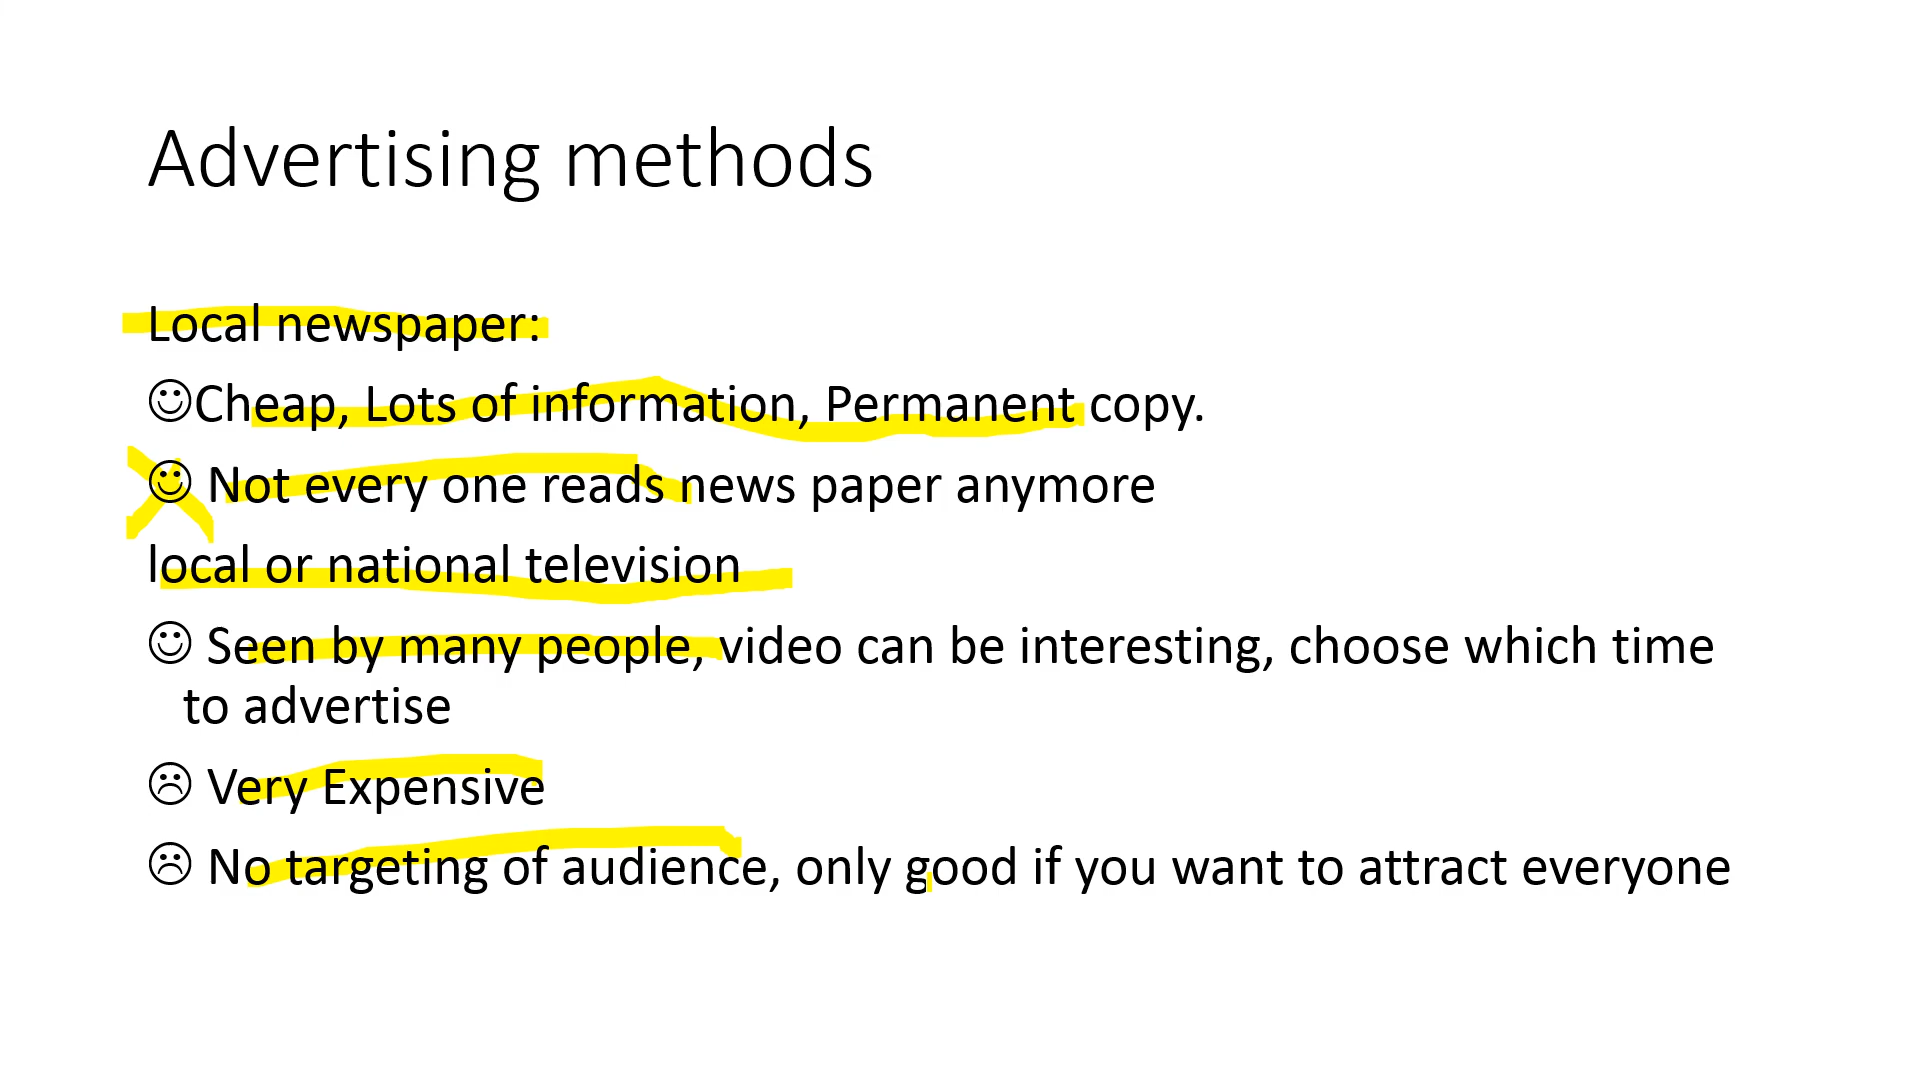 Advertising methods
Local newspaper:
☺Cheap, Lots of information, Permanent copy.
☺ Not every one reads news paper anymore
local or national television
☺ Seen by many people, video can be interesting, choose which time
to advertise
☹ Very Expensive
☹ No targeting of audience, only good if you want to attract everyone